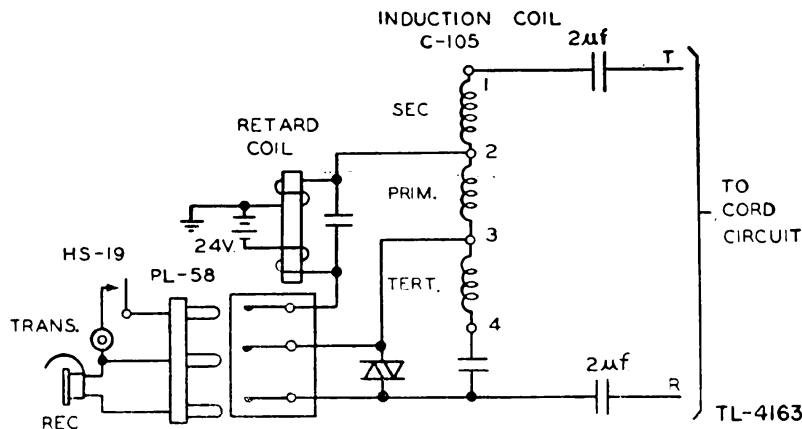 INDUCTION COIL
C-105
2µf
T
1
SEC
RETARD
COIL
2
PRIM.
TO
CORD
CIRCUIT
3
24V.
HS-19
PL-58
TERT.
TRANS.
4
2µf
R
REC
TL-4163